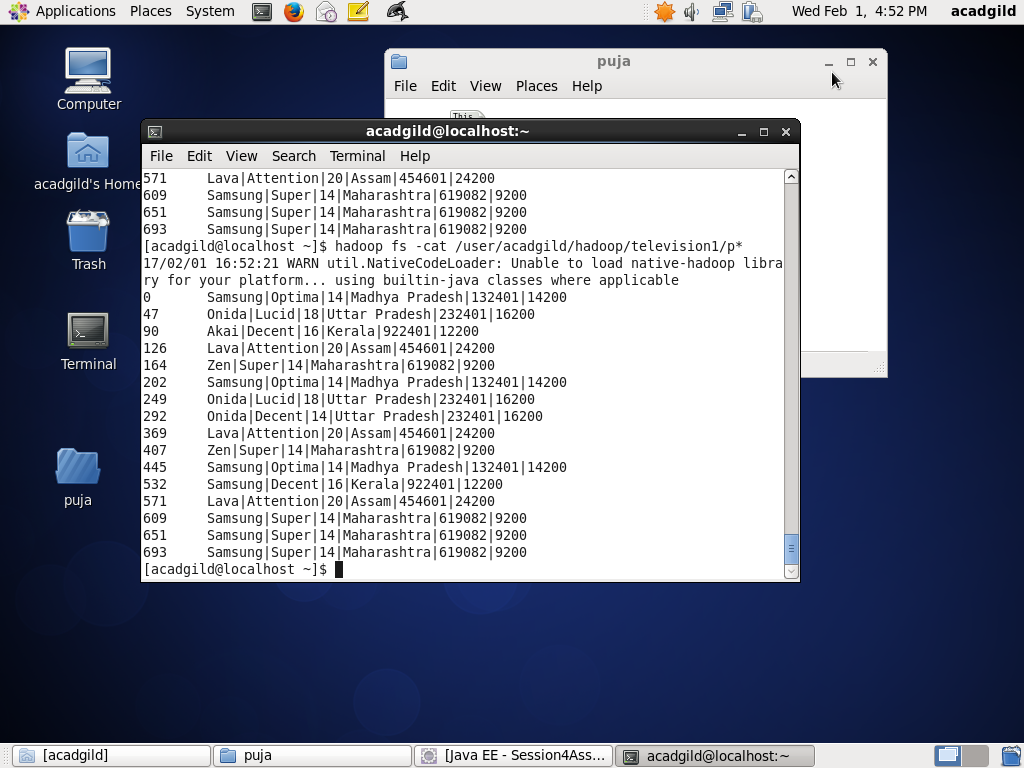 Applications Places System Wed Feb 1, 4:52 PM acadgild
Computer
acadgild's Home
Trash
Terminal
puja
puja
File Edit View Places Help
This
acadgild@localhost:~
File Edit View Search Terminal Help
571 Lava|Attention|20|Assam|454601|24200
609 Samsung|Super|14|Maharashtra|619082|9200
651 Samsung|Super|14|Maharashtra|619082|9200
693 Samsung|Super|14|Maharashtra|619082|9200
[acadgild@localhost ~]$ hadoop fs -cat /user/acadgild/hadoop/television1/p*
17/02/01 16:52:21 WARN util.NativeCodeLoader: Unable to load native-hadoop libra
ry for your platform... using builtin-java classes where applicable
0 Samsung|Optima|14|Madhya Pradesh|132401|14200
47 Onida|Lucid|18|Uttar Pradesh|232401|16200
90 Akai|Decent|16|Kerala|922401|12200
126 Lava|Attention|20|Assam|454601|24200
164 Zen|Super|14|Maharashtra|619082|9200
202 Samsung|Optima|14|Madhya Pradesh|132401|14200
249 Onida|Lucid|18|Uttar Pradesh|232401|16200
292 Onida|Decent|14|Uttar Pradesh|232401|16200
369 Lava|Attention|20|Assam|454601|24200
407 Zen|Super|14|Maharashtra|619082|9200
445 Samsung|Optima|14|Madhya Pradesh|132401|14200
532 Samsung|Decent|16|Kerala|922401|12200
571 Lava|Attention|20|Assam|454601|24200
609 Samsung|Super|14|Maharashtra|619082|9200
651 Samsung|Super|14|Maharashtra|619082|9200
693 Samsung|Super|14|Maharashtra|619082|9200
[acadgild@localhost ~]$
[acadgild] puja [Java EE - Session4Ass... acadgild@localhost:~